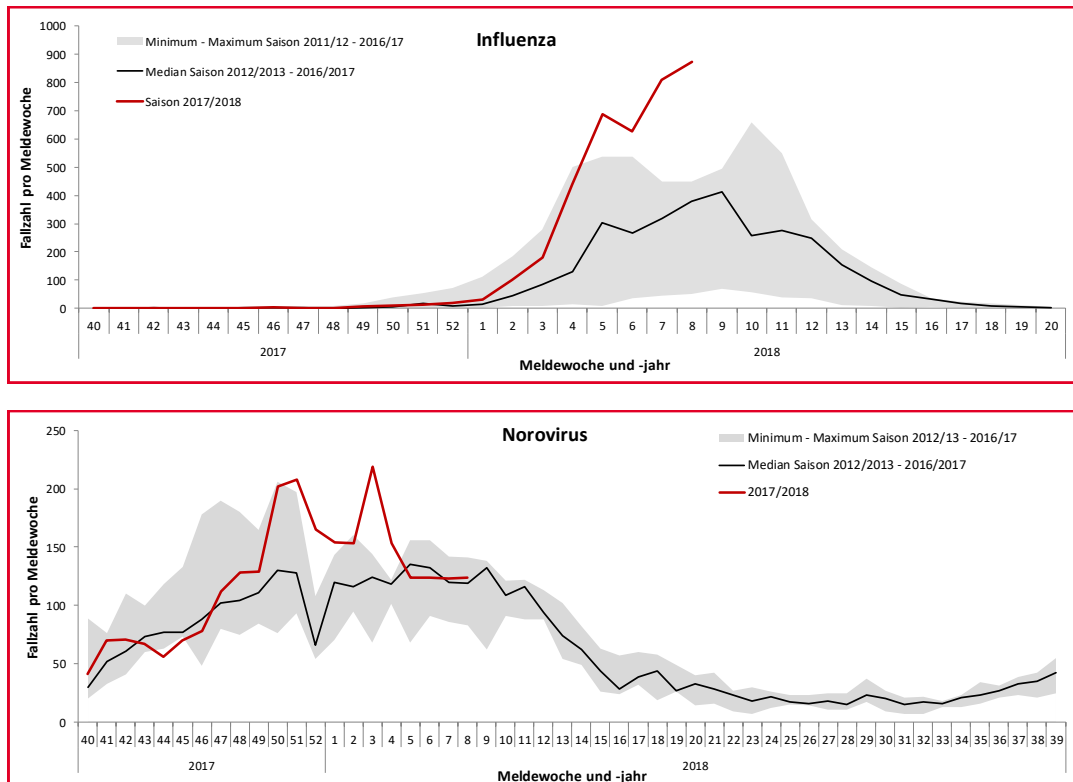 Influenza
Minimum - Maximum Saison 2011/12 - 2016/17
Median Saison 2012/2013 - 2016/2017
Saison 2017/2018
Fallzahl pro Meldewoche
1000
900
800
700
600
500
400
300
200
100
0
40 41 42 43 44 45 46 47 48 49 50 51 52 1 2 3 4 5 6 7 8 9 10 11 12 13 14 15 16 17 18 19 20
2017 2018
Meldewoche und -jahr
Norovirus
Minimum - Maximum Saison 2012/13 - 2016/17
Median Saison 2012/2013 - 2016/2017
2017/2018
Fallzahl pro Meldewoche
250
200
150
100
50
0
40 41 42 43 44 45 46 47 48 49 50 51 52 1 2 3 4 5 6 7 8 9 10 11 12 13 14 15 16 17 18 19 20 21 22 23 24 25 26 27 28 29 30 31 32 33 34 35 36 37 38 39
2017 2018
Meldewoche und -jahr